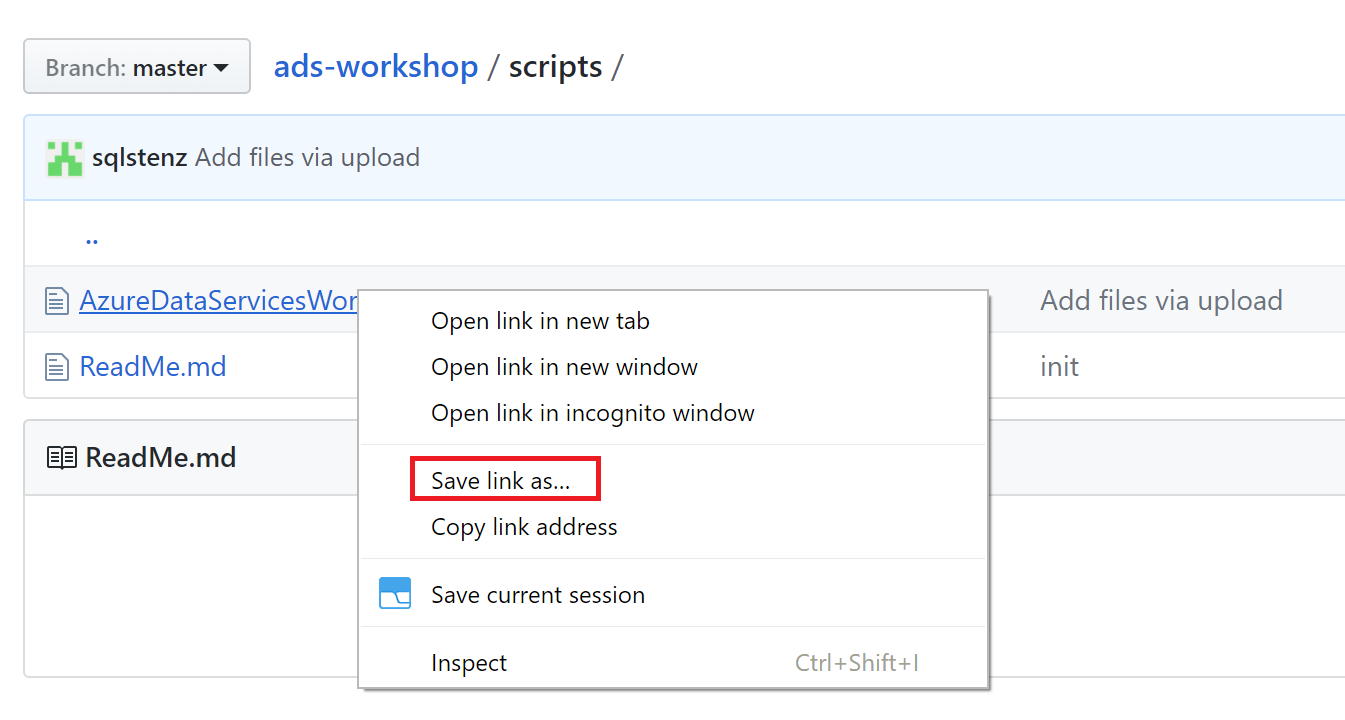 Branch: master
ads-workshop / scripts /
sqlstenz Add files via upload
..
AzureDataServicesWor
Add files via upload
ReadMe.md
init
ReadMe.md
Open link in new tab
Open link in new window
Open link in incognito window
Save link as...
Copy link address
Save current session
Inspect Ctrl+Shift+I